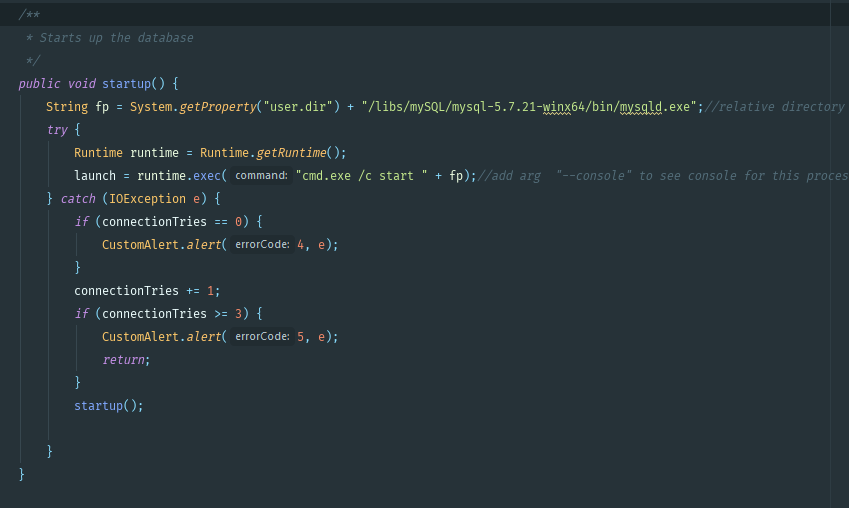 /**
 * Starts up the database
 */
public void startup() {
    String fp = System.getProperty("user.dir") + "/libs/mySQL/mysql-5.7.21-winx64/bin/mysqld.exe";//relative directory
    try {
        Runtime runtime = Runtime.getRuntime();
        launch = runtime.exec( command: "cmd.exe /c start " + fp);//add arg  "--console" to see console for this proces
    } catch (IOException e) {
        if (connectionTries == 0) {
            CustomAlert.alert( errorCode: 4, e);
        }
        connectionTries += 1;
        if (connectionTries >= 3) {
            CustomAlert.alert( errorCode: 5, e);
            return;
        }
        startup();
    }
}